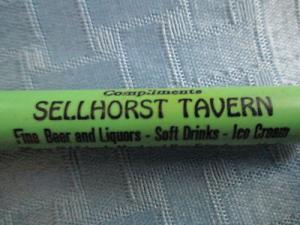 Compliments
SELLHORST TAVERN
Fine Beer and Liquors - Soft Drinks - Ice Cream